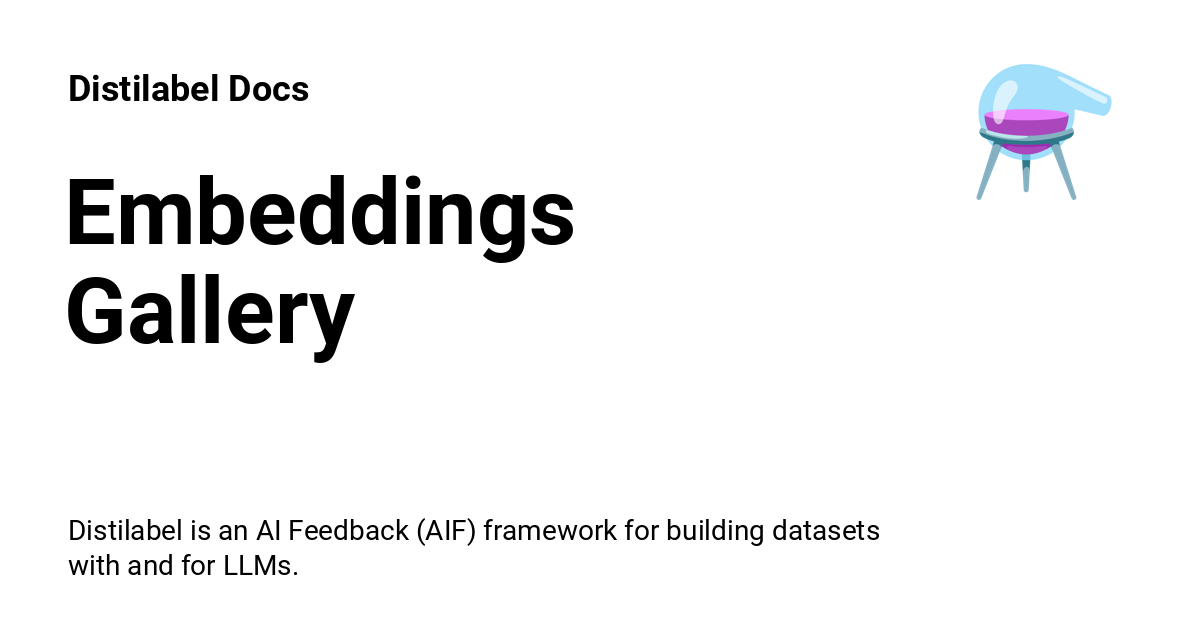 Distilabel Docs
Embeddings
Gallery
Distilabel is an AI Feedback (AIF) framework for building datasets
with and for LLMs.